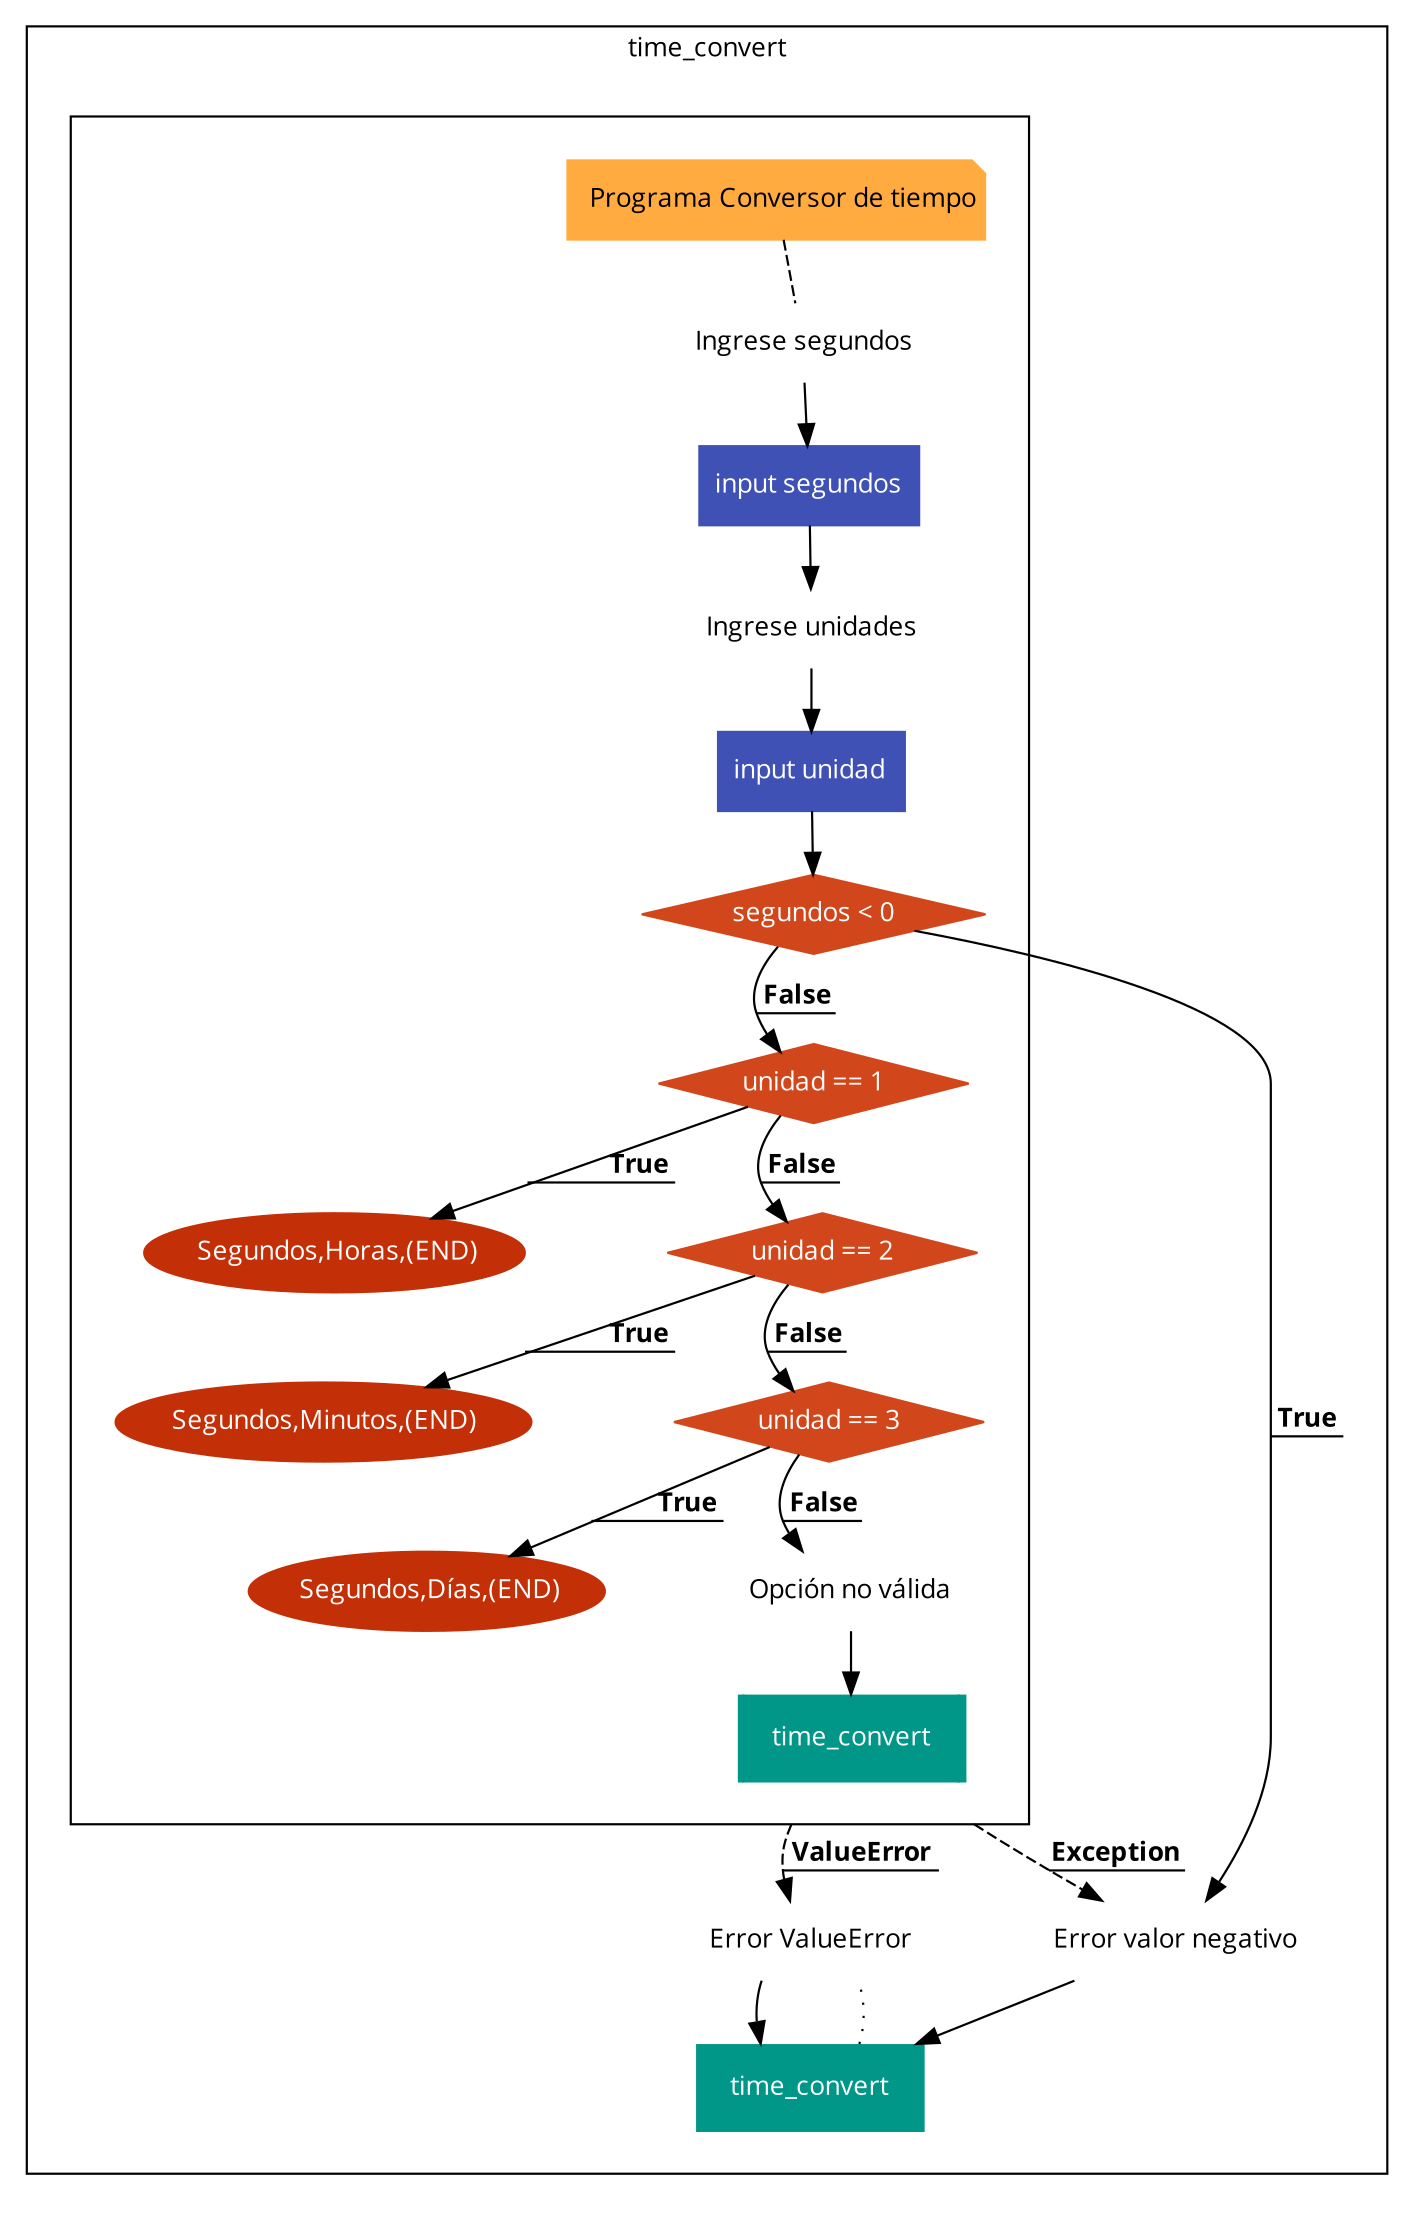 time_convert
Programa Conversor de tiempo
Ingrese segundos
input segundos
Ingrese unidades
input unidad
segundos < 0
False
unidad == 1
True
False
Segundos,Horas,(END)
unidad == 2
True
False
Segundos,Minutos,(END)
unidad == 3
True
True
False
Segundos,Días,(END)
Opción no válida
time_convert
ValueError
Exception
Error ValueError
Error valor negativo
time_convert